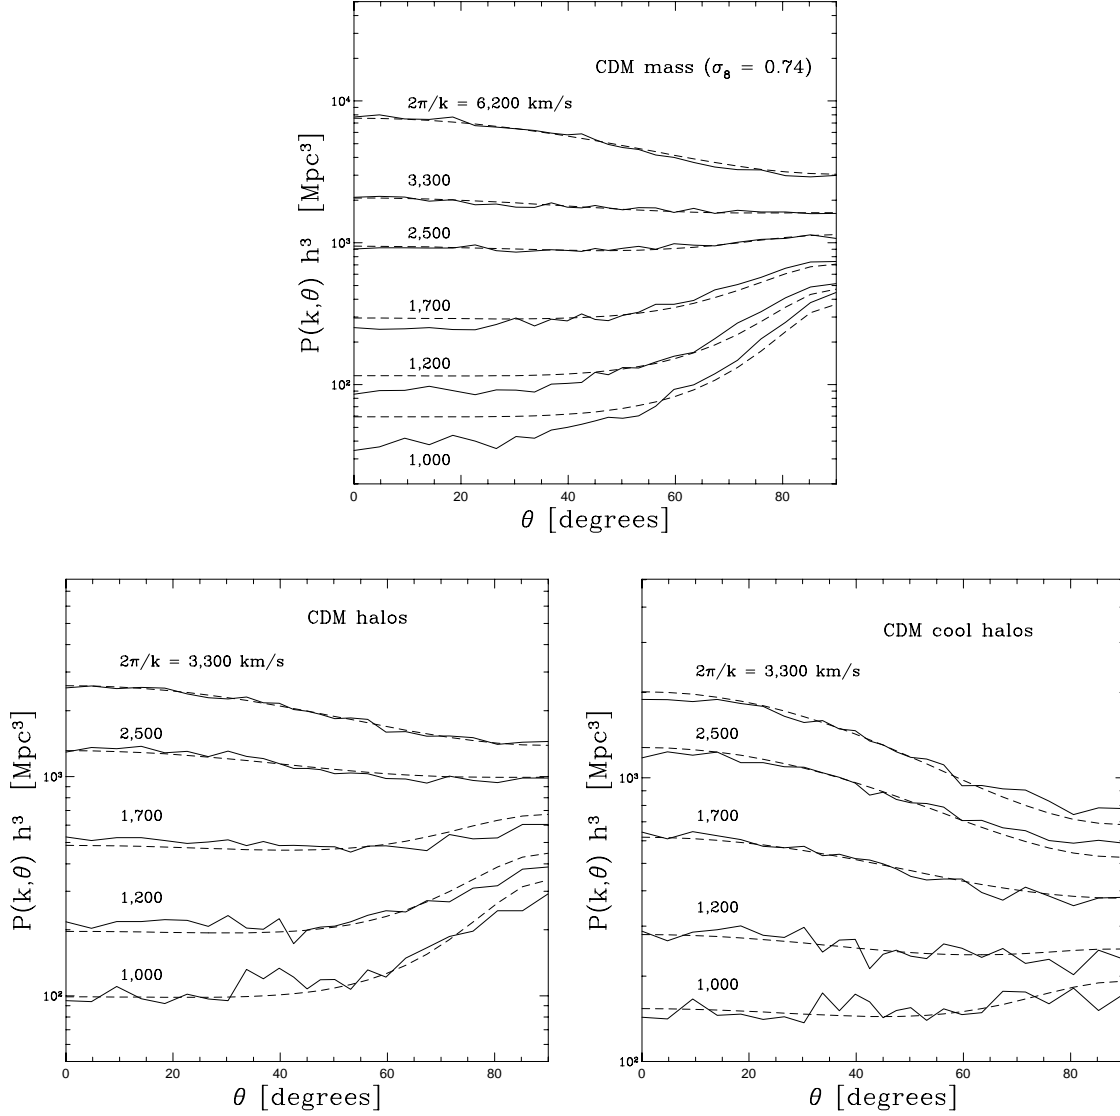 CDM mass (σ₈ = 0.74)
2π/k = 6,200 km/s
3,300
2,500
1,700
1,200
1,000
10⁴
10³
10²
P(k,θ) h³ [Mpc³]
0 20 40 60 80
θ [degrees]
CDM halos
2π/k = 3,300 km/s
2,500
1,700
1,200
1,000
10³
10²
P(k,θ) h³ [Mpc³]
0 20 40 60 80
θ [degrees]
CDM cool halos
2π/k = 3,300 km/s
2,500
1,700
1,200
1,000
10³
10²
P(k,θ) h³ [Mpc³]
0 20 40 60 80
θ [degrees]